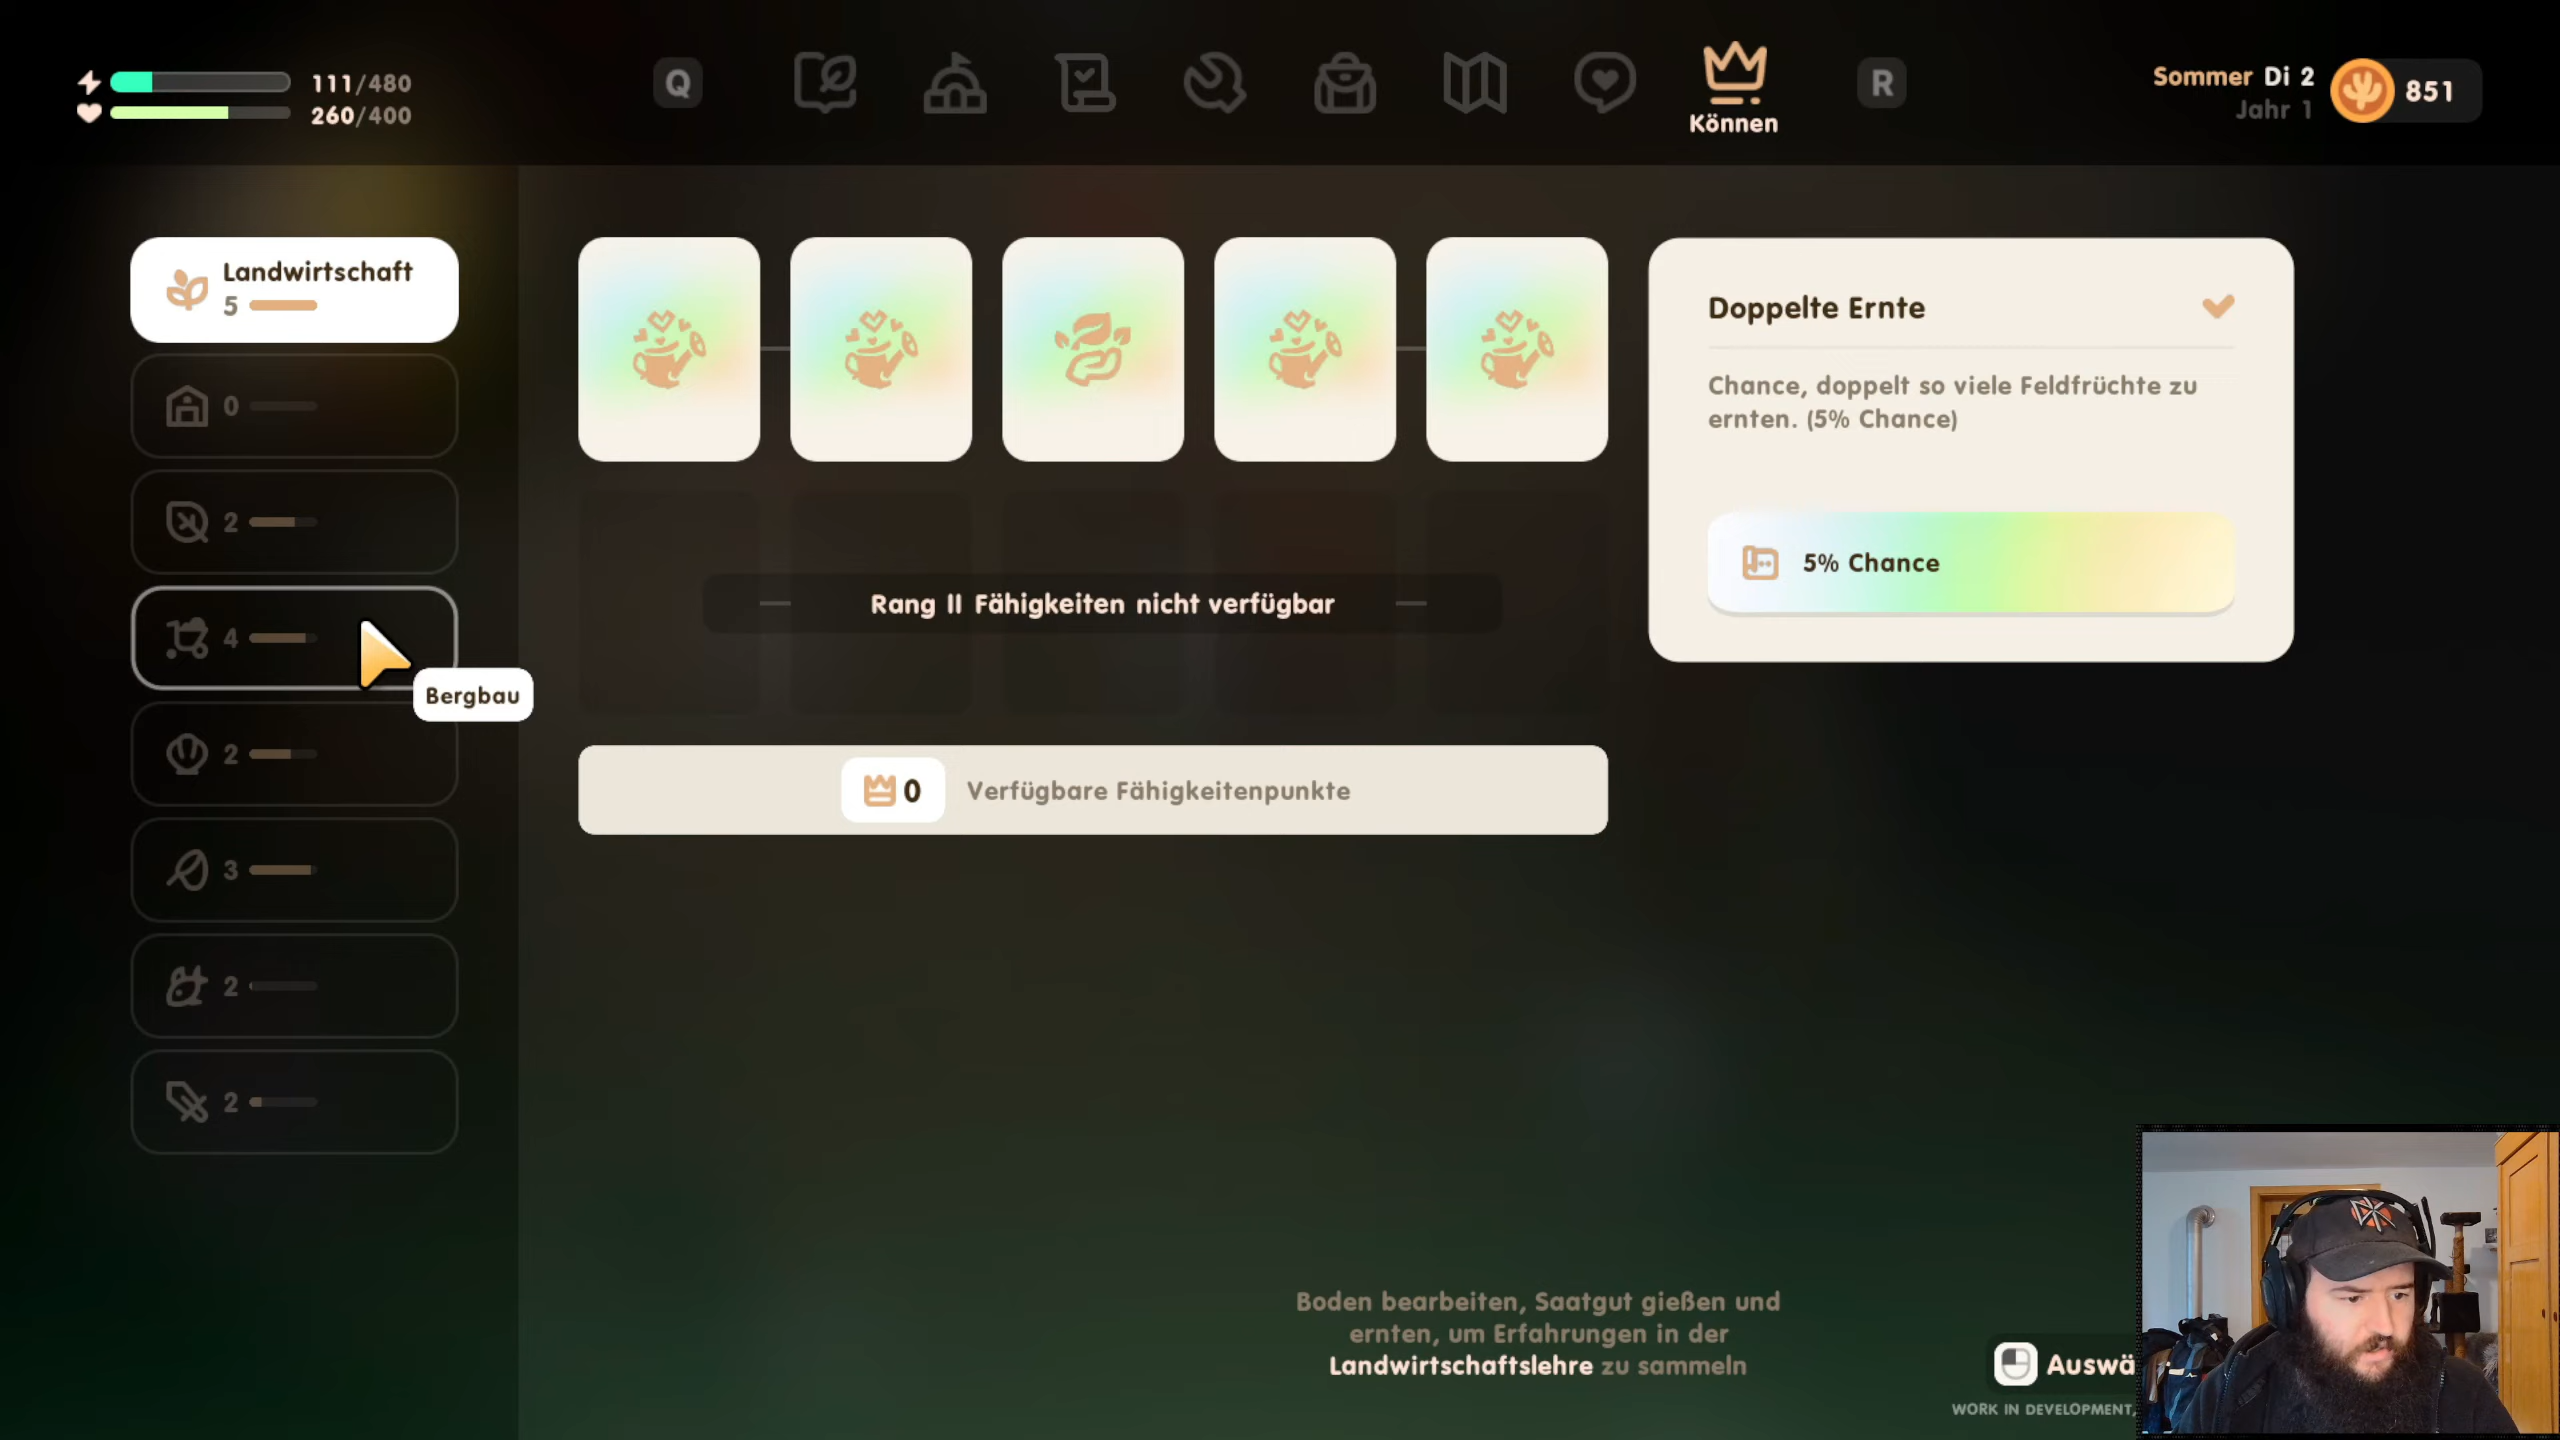 111/480
260/400
Q
Können
R
Sommer Di 2
Jahr 1
851
Landwirtschaft
5
0
2
4
Bergbau
2
3
2
2
Doppelte Ernte
Chance, doppelt so viele Feldfrüchte zu
ernten. (5% Chance)
5% Chance
Rang II Fähigkeiten nicht verfügbar
0 Verfügbare Fähigkeitenpunkte
Boden bearbeiten, Saatgut gießen und
ernten, um Erfahrungen in der
Landwirtschaftslehre zu sammeln
Auswä
WORK IN DEVELOPMENT,